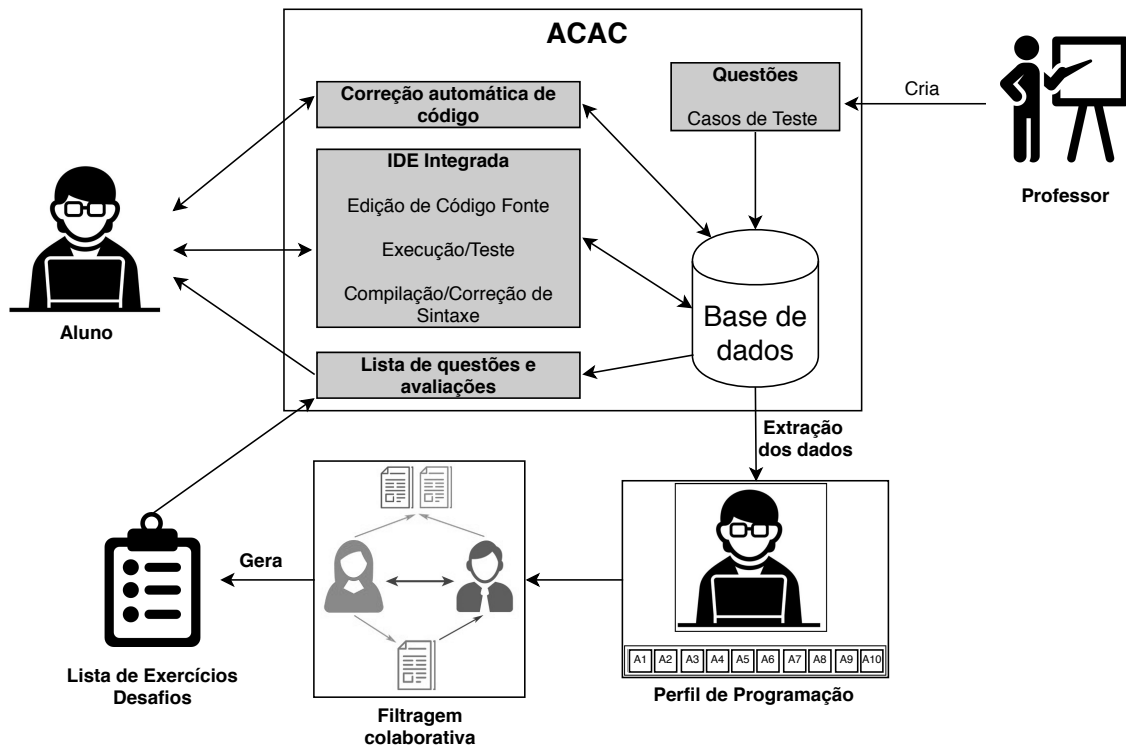 ACAC
Correção automática de
código
Questões
Casos de Teste
Cria
Professor
IDE Integrada
Edição de Código Fonte
Execução/Teste
Compilação/Correção de
Sintaxe
Aluno
Base de
dados
Lista de questões e
avaliações
Extração
dos dados
Gera
A1 A2 A3 A4 A5 A6 A7 A8 A9 A10
Perfil de Programação
Lista de Exercícios
Desafios
Filtragem
colaborativa